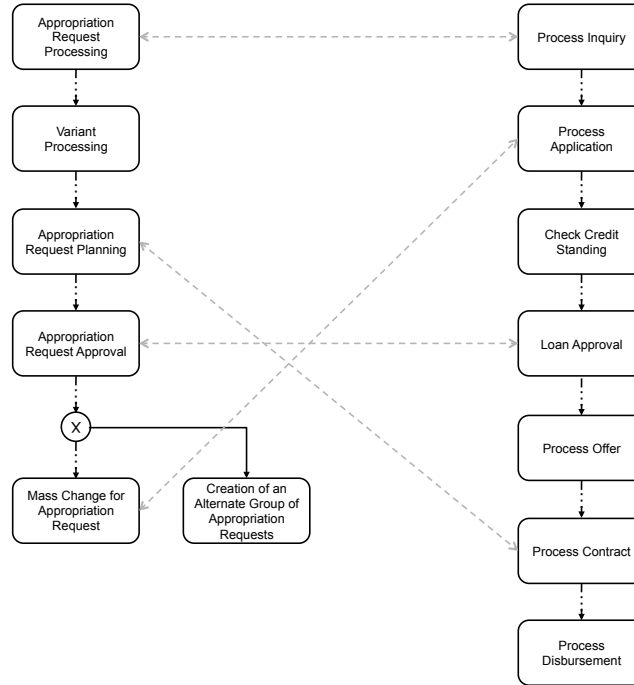 Appropriation
Request
Processing
Process Inquiry
Variant
Processing
Process
Application
Appropriation
Request Planning
Check Credit
Standing
Appropriation
Request Approval
Loan Approval
X
Process Offer
Mass Change for
Appropriation
Request
Creation of an
Alternate Group of
Appropriation
Requests
Process Contract
Process
Disbursement